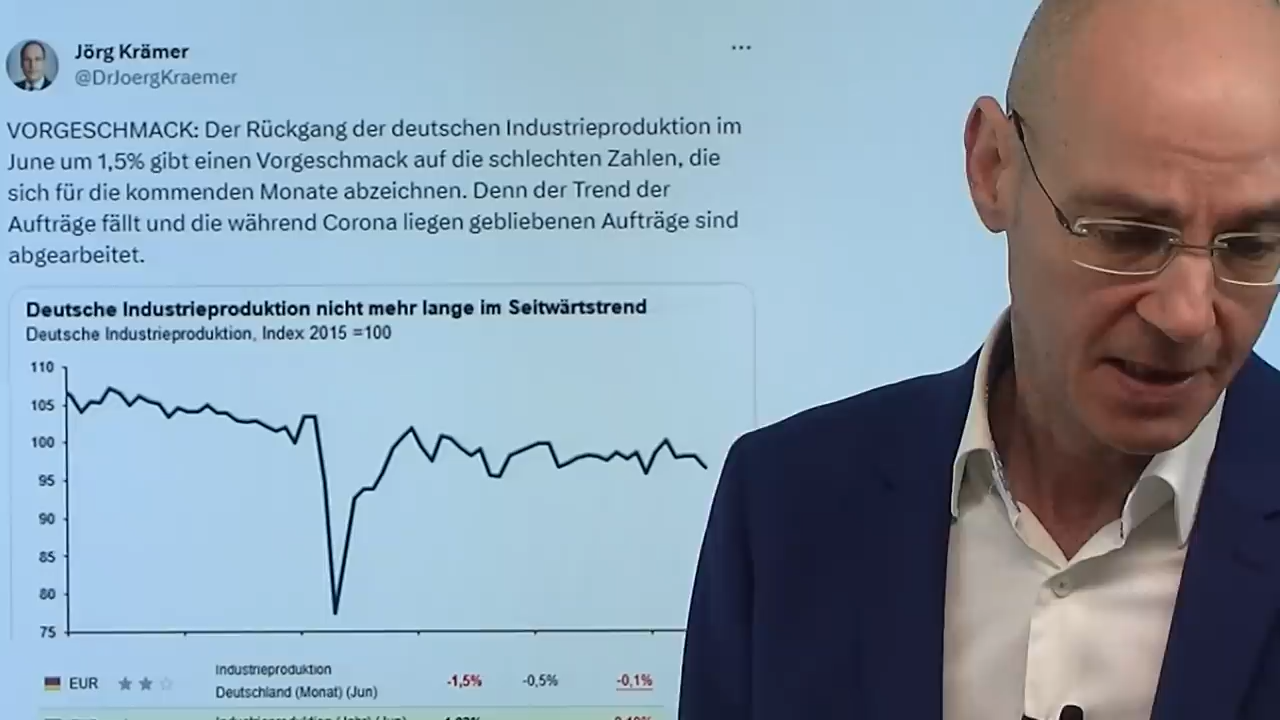 Jörg Krämer
@DrJoergKraemer
VORGESCHMACK: Der Rückgang der deutschen Industrieproduktion im
June um 1,5% gibt einen Vorgeschmack auf die schlechten Zahlen, die
sich für die kommenden Monate abzeichnen. Denn der Trend der
Aufträge fällt und die während Corona liegen gebliebenen Aufträge sind
abgearbeitet.
Deutsche Industrieproduktion nicht mehr lange im Seitwärtstrend
Deutsche Industrieproduktion, Index 2015 =100
110
105
100
95
90
85
80
75
Industrieproduktion
EUR
Deutschland (Monat) (Jun)
-1,5% -0,5% -0,1%